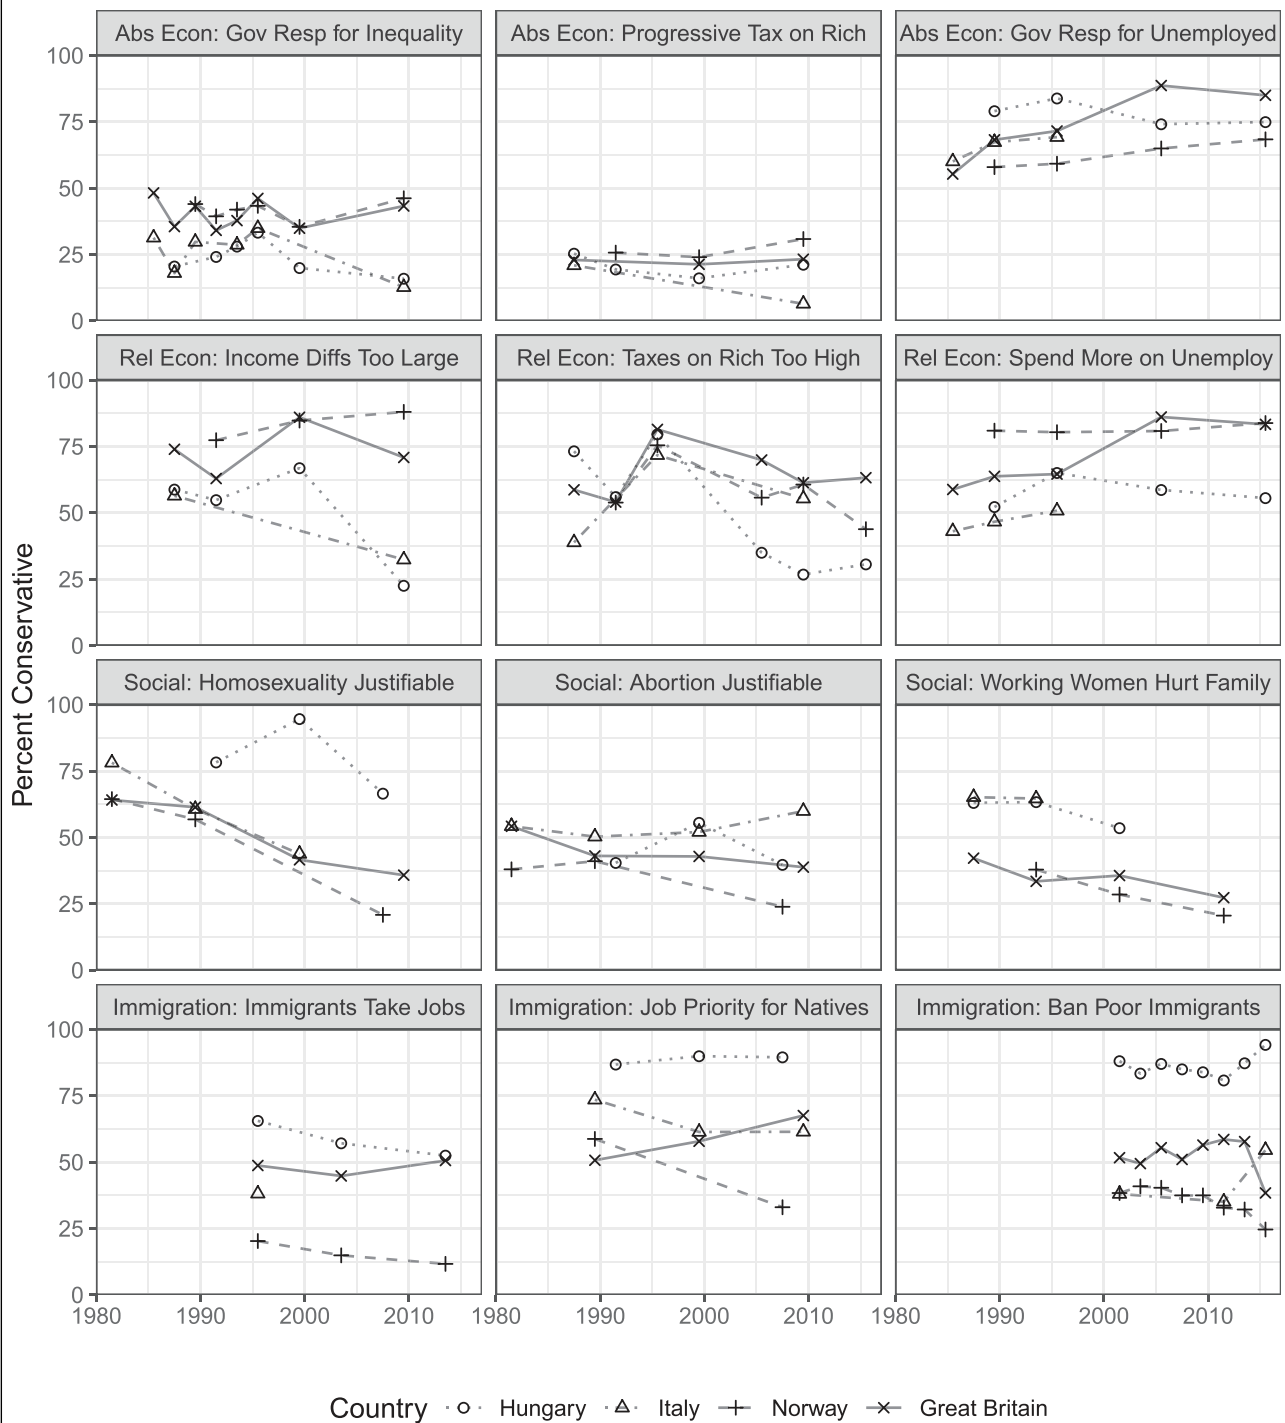 Abs Econ: Gov Resp for Inequality
Abs Econ: Progressive Tax on Rich
Abs Econ: Gov Resp for Unemployed
100
75
50
25
0
Rel Econ: Income Diffs Too Large
Rel Econ: Taxes on Rich Too High
Rel Econ: Spend More on Unemploy
100
75
50
25
0
Percent Conservative
Social: Homosexuality Justifiable
Social: Abortion Justifiable
Social: Working Women Hurt Family
100
75
50
25
0
Immigration: Immigrants Take Jobs
Immigration: Job Priority for Natives
Immigration: Ban Poor Immigrants
100
75
50
25
0
1980 1990 2000 2010 1980 1990 2000 2010 1980 1990 2000 2010
Country Hungary Italy Norway Great Britain